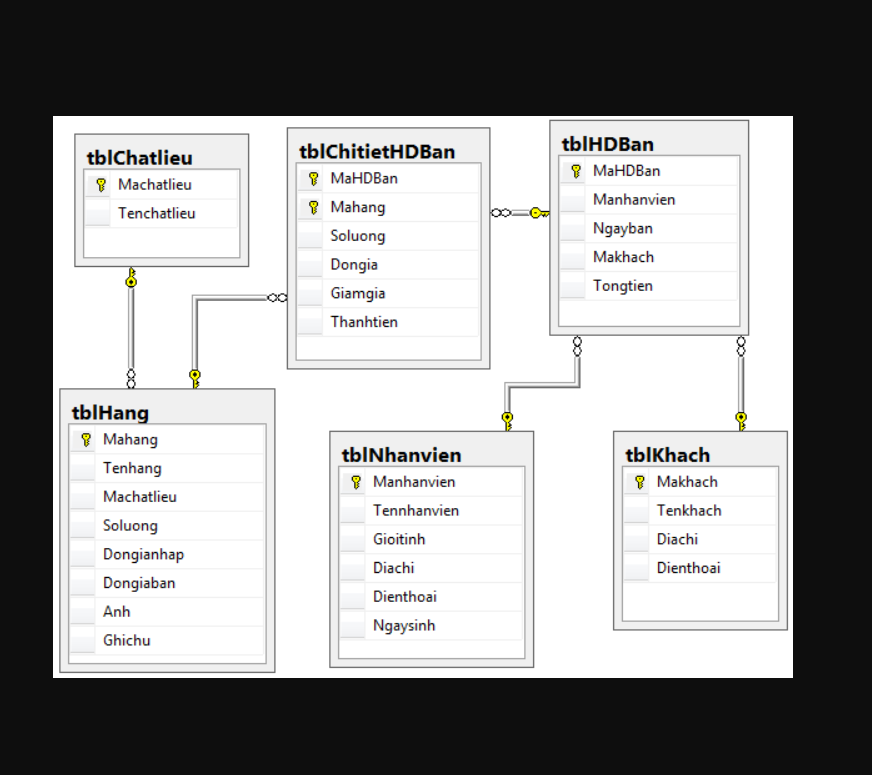 tblChatlieu
Machatlieu
Tenchatlieu
tblChitietHDBan
MaHDBan
Mahang
Soluong
Dongia
Giamgia
Thanhtien
tblHDBan
MaHDBan
Manhanvien
Ngayban
Makhach
Tongtien
tblHang
Mahang
Tenhang
Machatlieu
Soluong
Dongianhap
Dongiaban
Anh
Ghichu
tblNhanvien
Manhanvien
Tennhanvien
Gioitinh
Diachi
Dienthoai
Ngaysinh
tblKhach
Makhach
Tenkhach
Diachi
Dienthoai